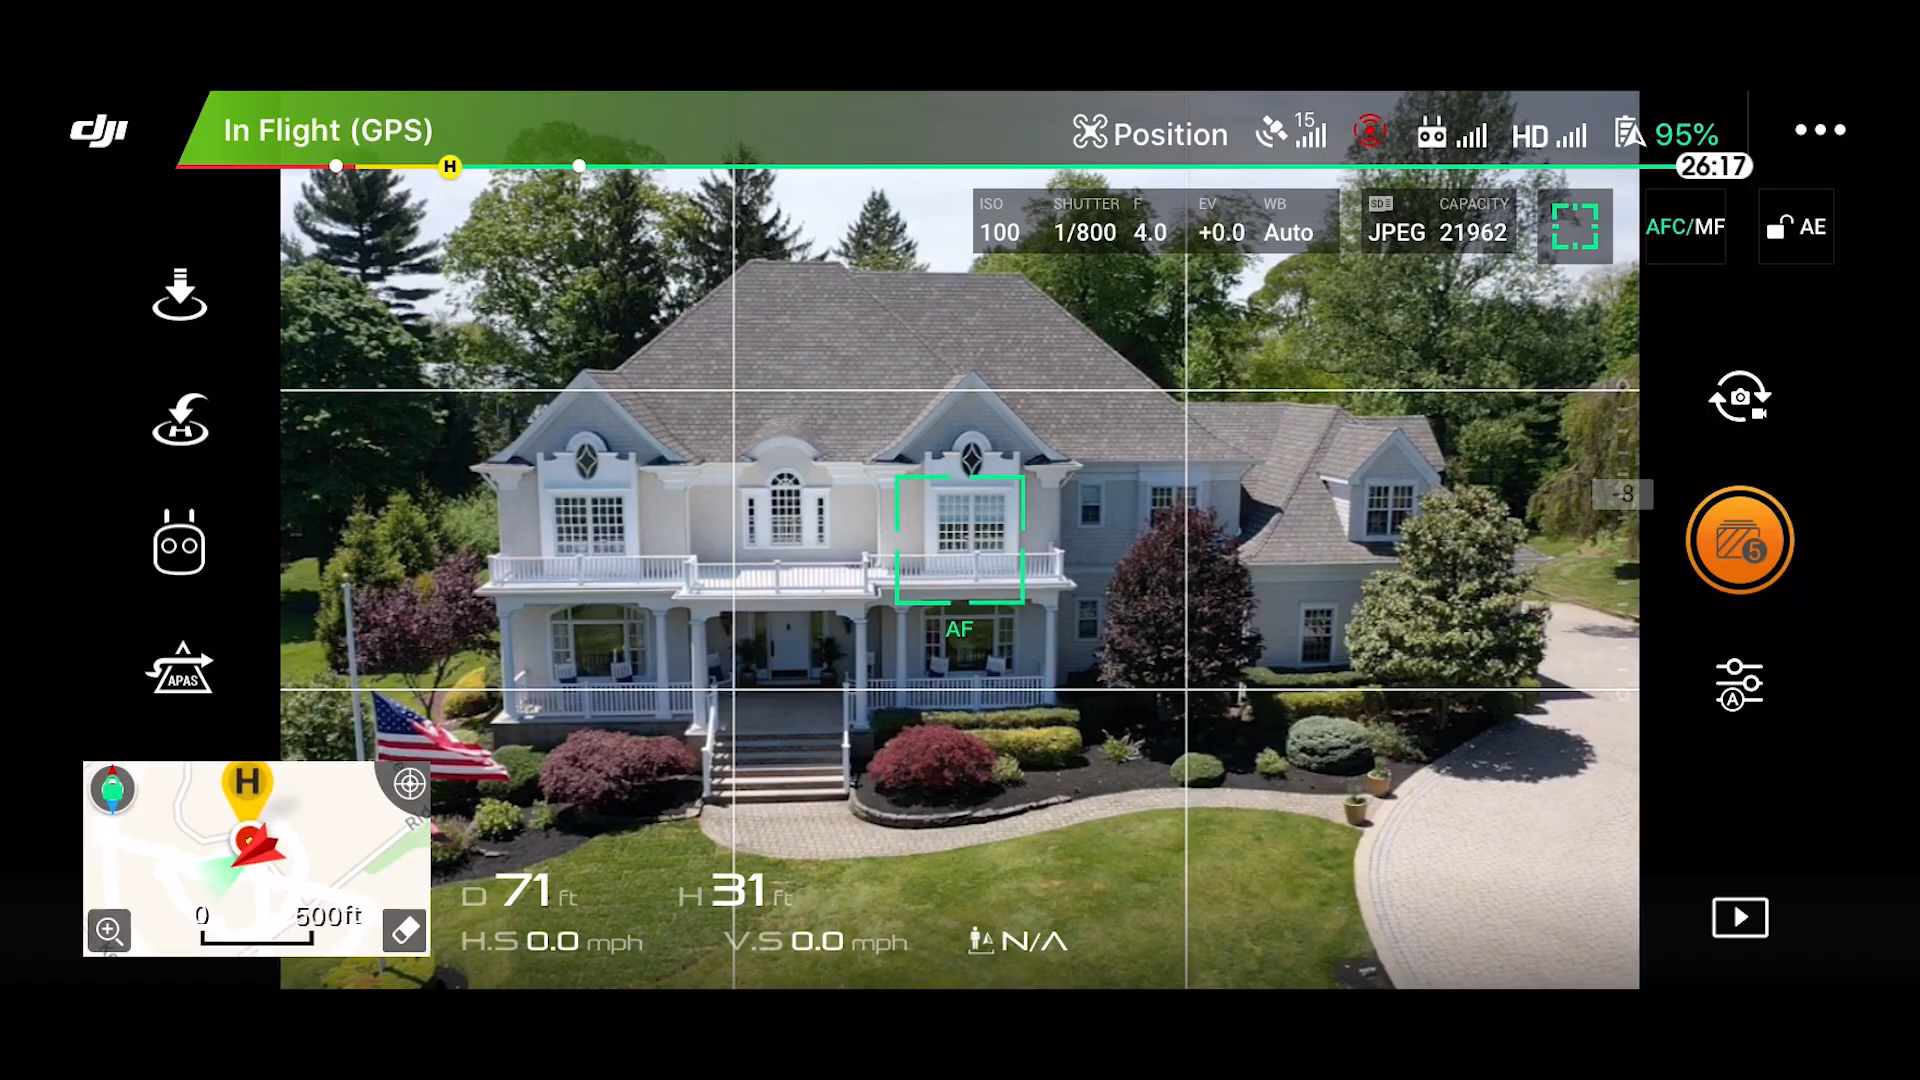 dji
In Flight (GPS)
Position
15
HD
95%
H
26:17
ISO
100
SHUTTER
1/800
F
4.0
EV
+0.0
WB
Auto
SD
JPEG
CAPACITY
21962
AFC/MF
AE
-8
5
AF
A
APAS
H
H
0
500ft
D 71 ft
H 31 ft
H.S 0.0 mph
V.S 0.0 mph
N/A